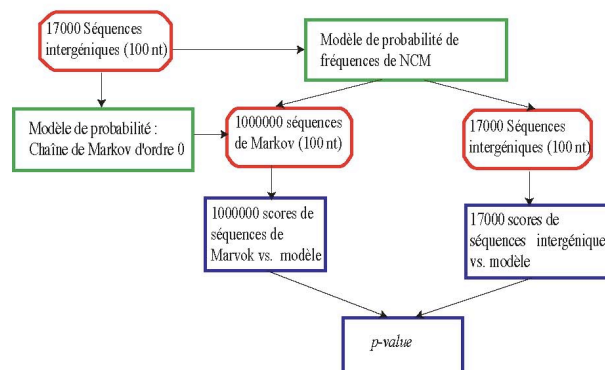 17000 Séquences
intergéniques (100 nt)
Modèle de probabilité de
fréquences de NCM
Modèle de probabilité :
Chaîne de Markov d'ordre 0
1000000 séquences
de Markov (100 nt)
17000 Séquences
intergéniques (100 nt)
1000000 scores de
séquences de
Marvok vs. modèle
17000 scores de
séquences intergénique
vs. modèle
p-value